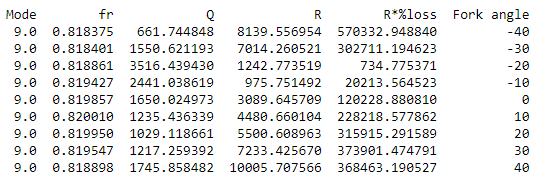 Mode fr Q R R*%loss Fork angle
9.0 0.818375 661.744848 8139.556954 570332.948840 -40
9.0 0.818401 1550.621193 7014.260521 302711.194623 -30
9.0 0.818861 3516.439430 1242.773519 734.775371 -20
9.0 0.819427 2441.038619 975.751492 20213.564523 -10
9.0 0.819857 1650.024973 3089.645709 120228.880810 0
9.0 0.820010 1235.436339 4480.660104 228218.577862 10
9.0 0.819950 1029.118661 5500.608963 315915.291589 20
9.0 0.819547 1217.259392 7233.425670 373901.474791 30
9.0 0.818898 1745.858482 10005.707566 368463.190527 40